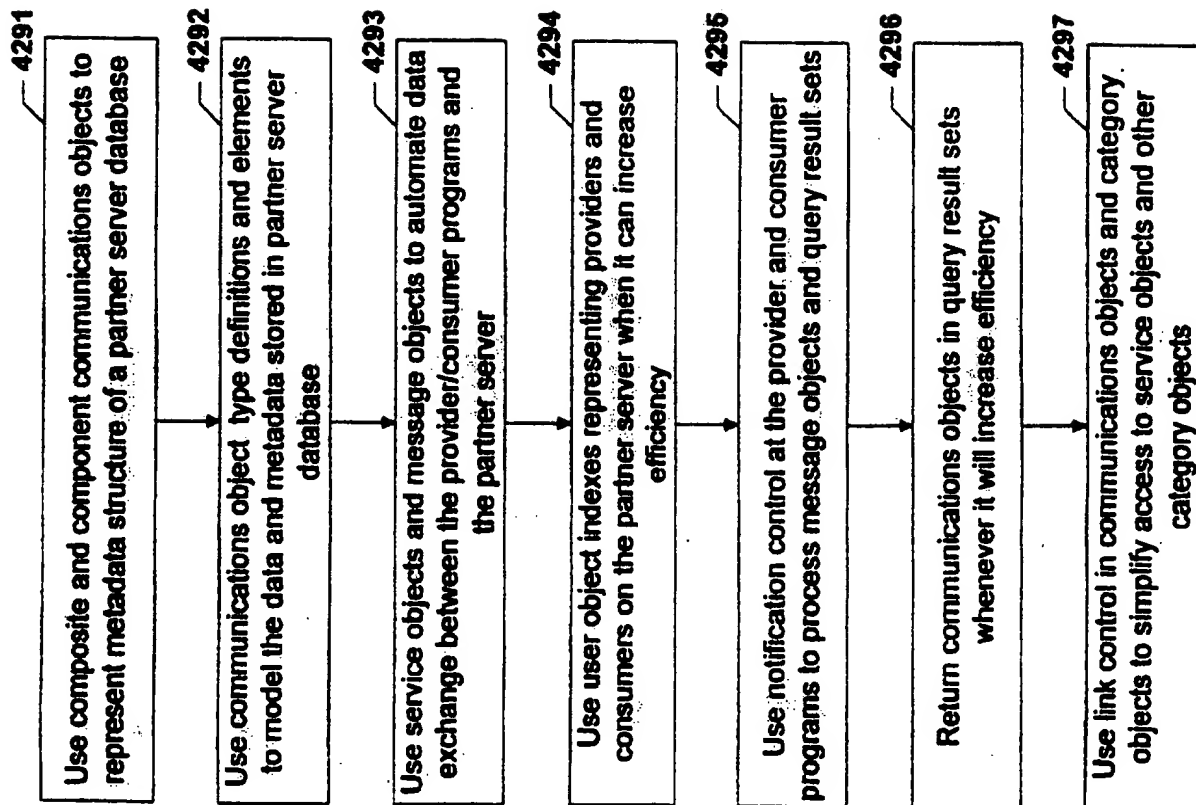 4291
Use composite and component communications objects to
represent metadata structure of a partner server database
4292
Use communications object type definitions and elements
to model the data and metadata stored in partner server
database
4293
Use service objects and message objects to automate data
exchange between the provider/consumer programs and
the partner server
4294
Use user object indexes representing providers and
consumers on the partner server when it can increase
efficiency
4295
Use notification control at the provider and consumer
programs to process message objects and query result sets
4296
Return communications objects in query result sets
whenever it will increase efficiency
4297
Use link control in communications objects and category
objects to simplify access to service objects and other
category objects